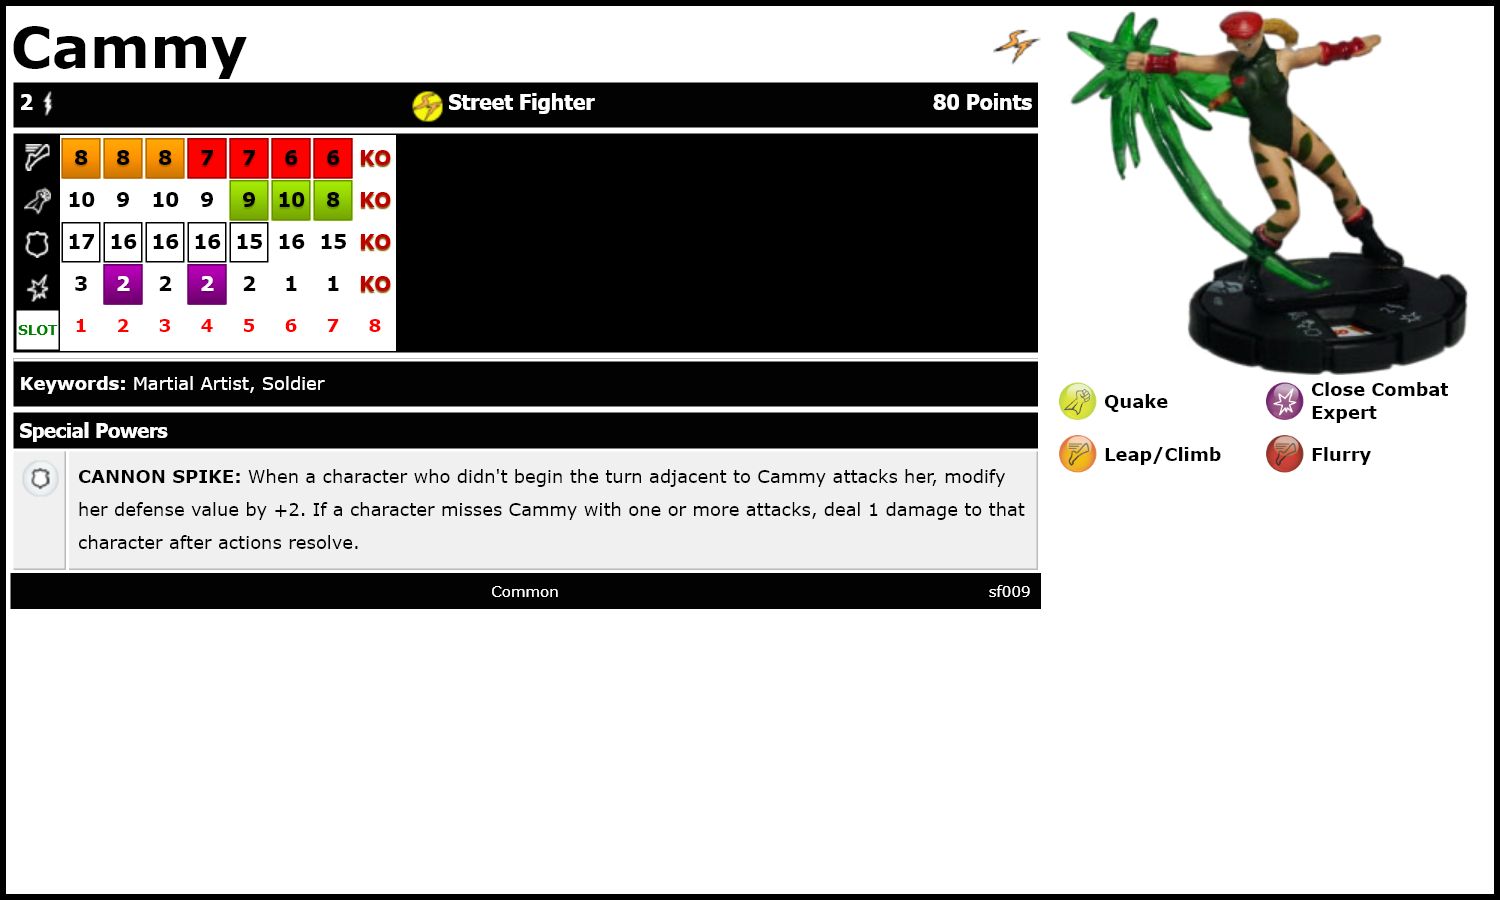 Cammy
2 Street Fighter 80 Points
8 8 8 7 7 6 6 KO
10 9 10 9 9 10 8 KO
17 16 16 16 15 16 15 KO
3 2 2 2 2 1 1 KO
SLOT 1 2 3 4 5 6 7 8
Keywords: Martial Artist, Soldier
Special Powers
CANNON SPIKE: When a character who didn't begin the turn adjacent to Cammy attacks her, modify
her defense value by +2. If a character misses Cammy with one or more attacks, deal 1 damage to that
character after actions resolve.
Common sf009
Quake
Close Combat
Expert
Leap/Climb
Flurry